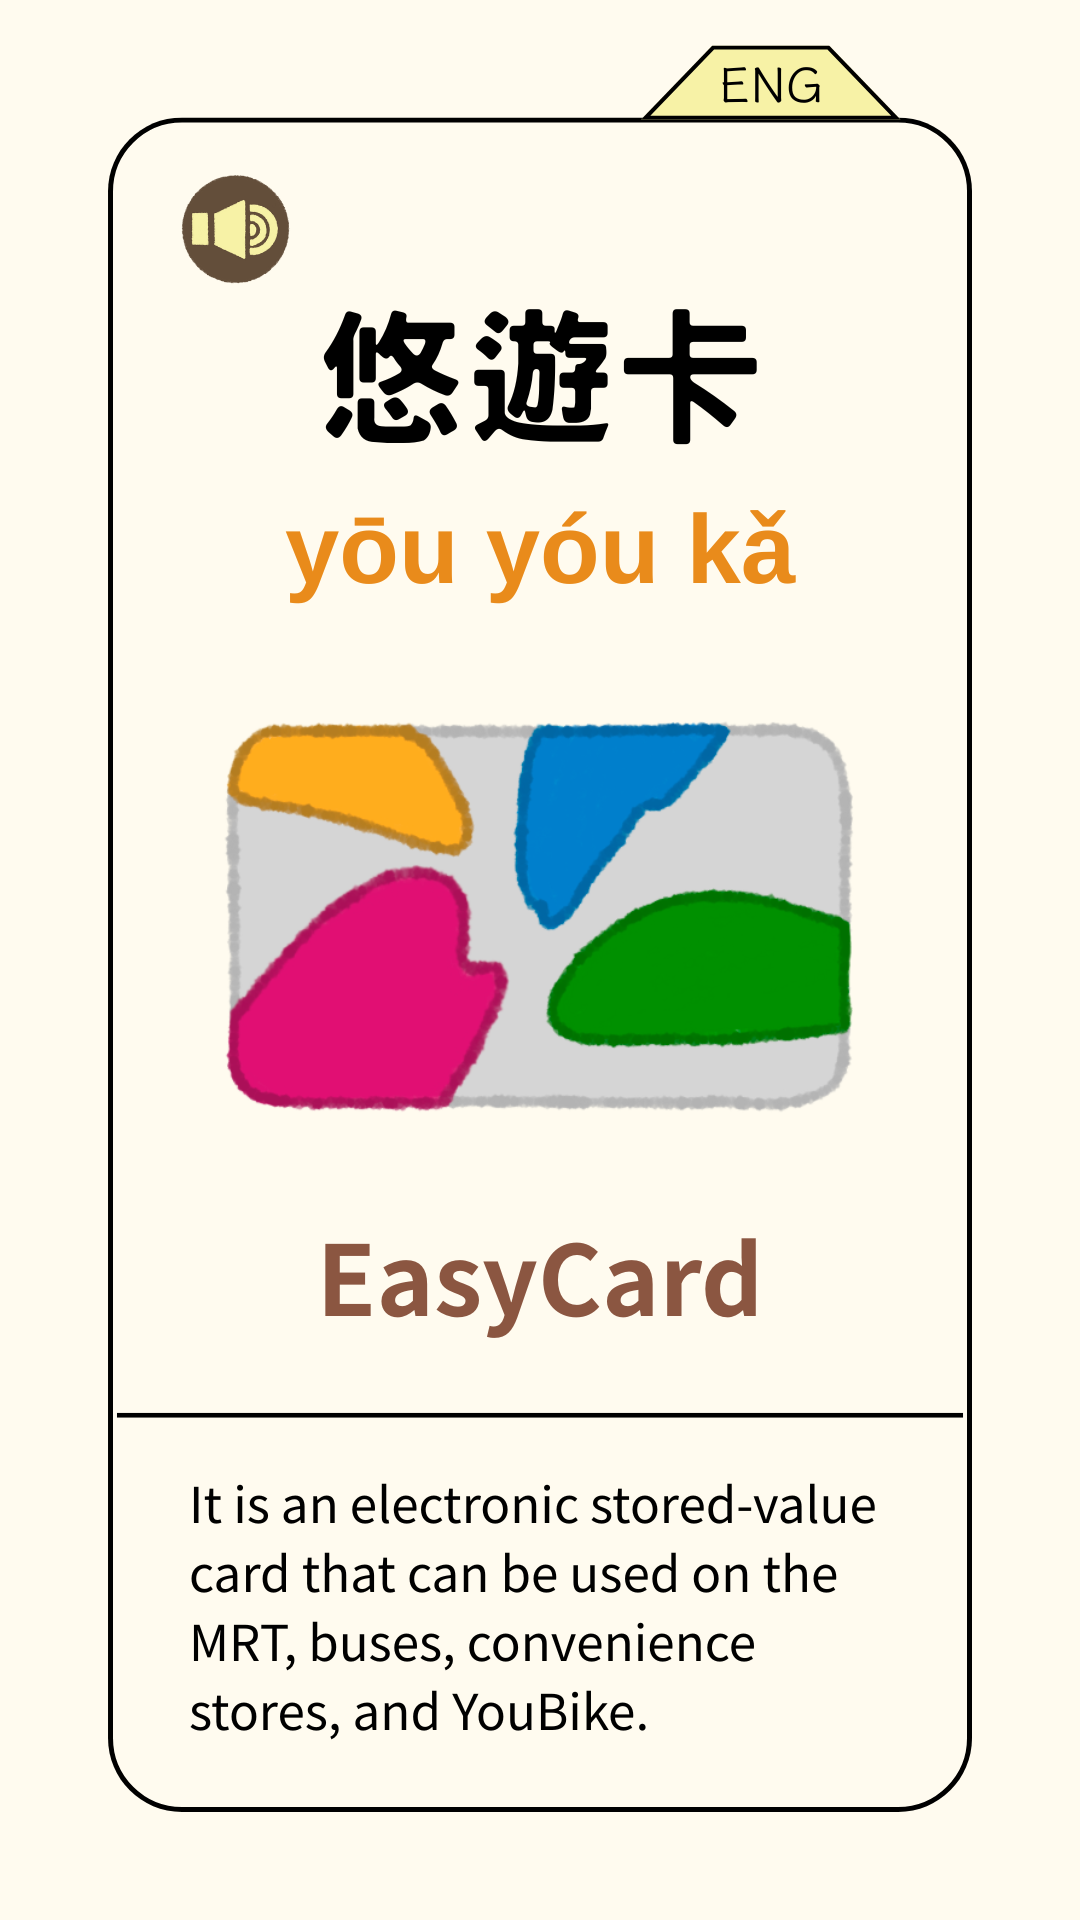 ENG
悠遊卡
yōu yóu kǎ
EasyCard
It is an electronic stored-value
card that can be used on the
MRT, buses, convenience
stores, and YouBike.